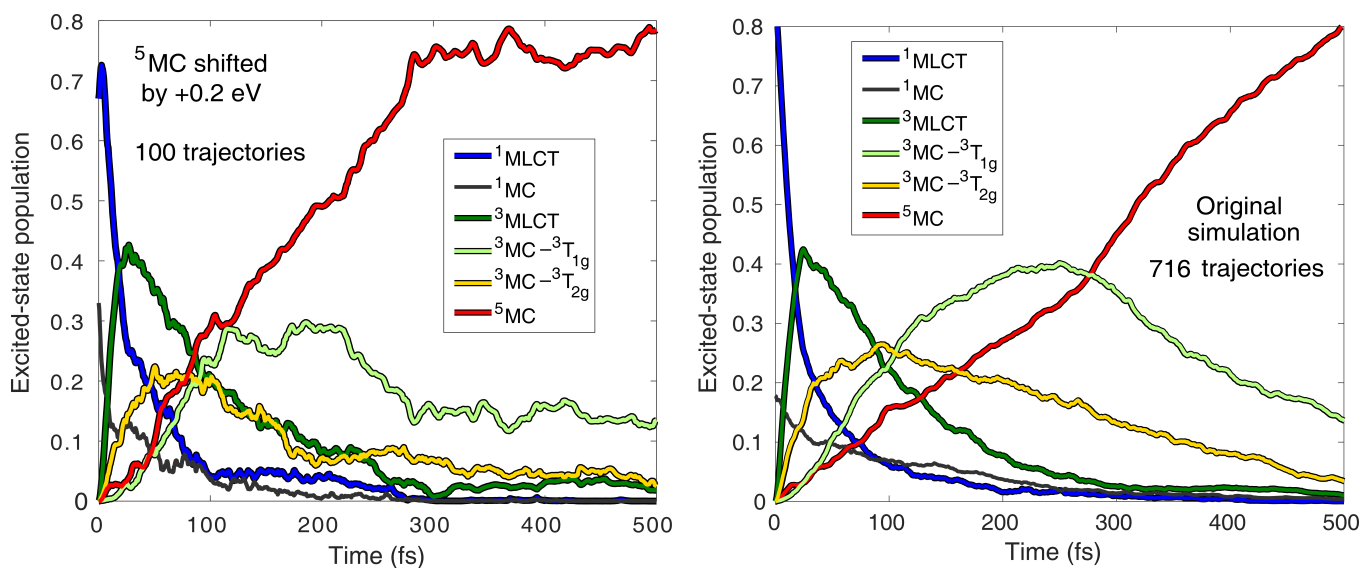 0.8
0.7
0.6
0.5
0.4
0.3
0.2
0.1
0
Excited-state population
⁵MC shifted
by +0.2 eV
100 trajectories
¹MLCT
¹MC
³MLCT
³MC–³T₁g
³MC–³T₂g
⁵MC
0 100 200 300 400 500
Time (fs)
0.8
0.7
0.6
0.5
0.4
0.3
0.2
0.1
0
Excited-state population
¹MLCT
¹MC
³MLCT
³MC–³T₁g
³MC–³T₂g
⁵MC
Original
simulation
716 trajectories
0 100 200 300 400 500
Time (fs)